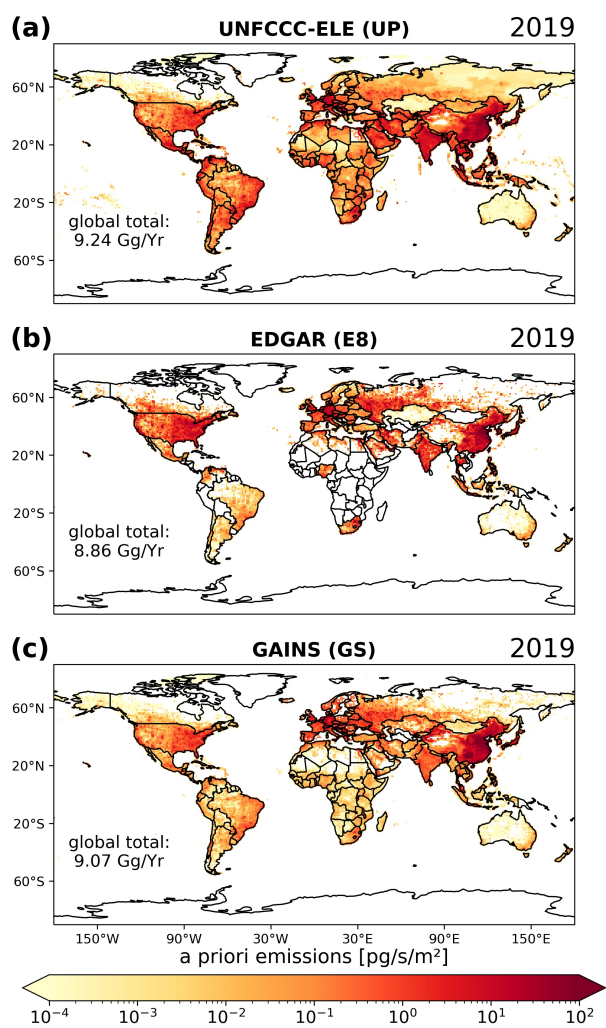 (a) UNFCCC-ELE (UP) 2019
60°N
20°N
20°S
60°S
global total:
9.24 Gg/Yr
(b) EDGAR (E8) 2019
60°N
20°N
20°S
60°S
global total:
8.86 Gg/Yr
(c) GAINS (GS) 2019
60°N
20°N
20°S
60°S
global total:
9.07 Gg/Yr
150°W 90°W 30°W 30°E 90°E 150°E
a priori emissions [pg/s/m²]
10⁻⁴ 10⁻³ 10⁻² 10⁻¹ 10⁰ 10¹ 10²